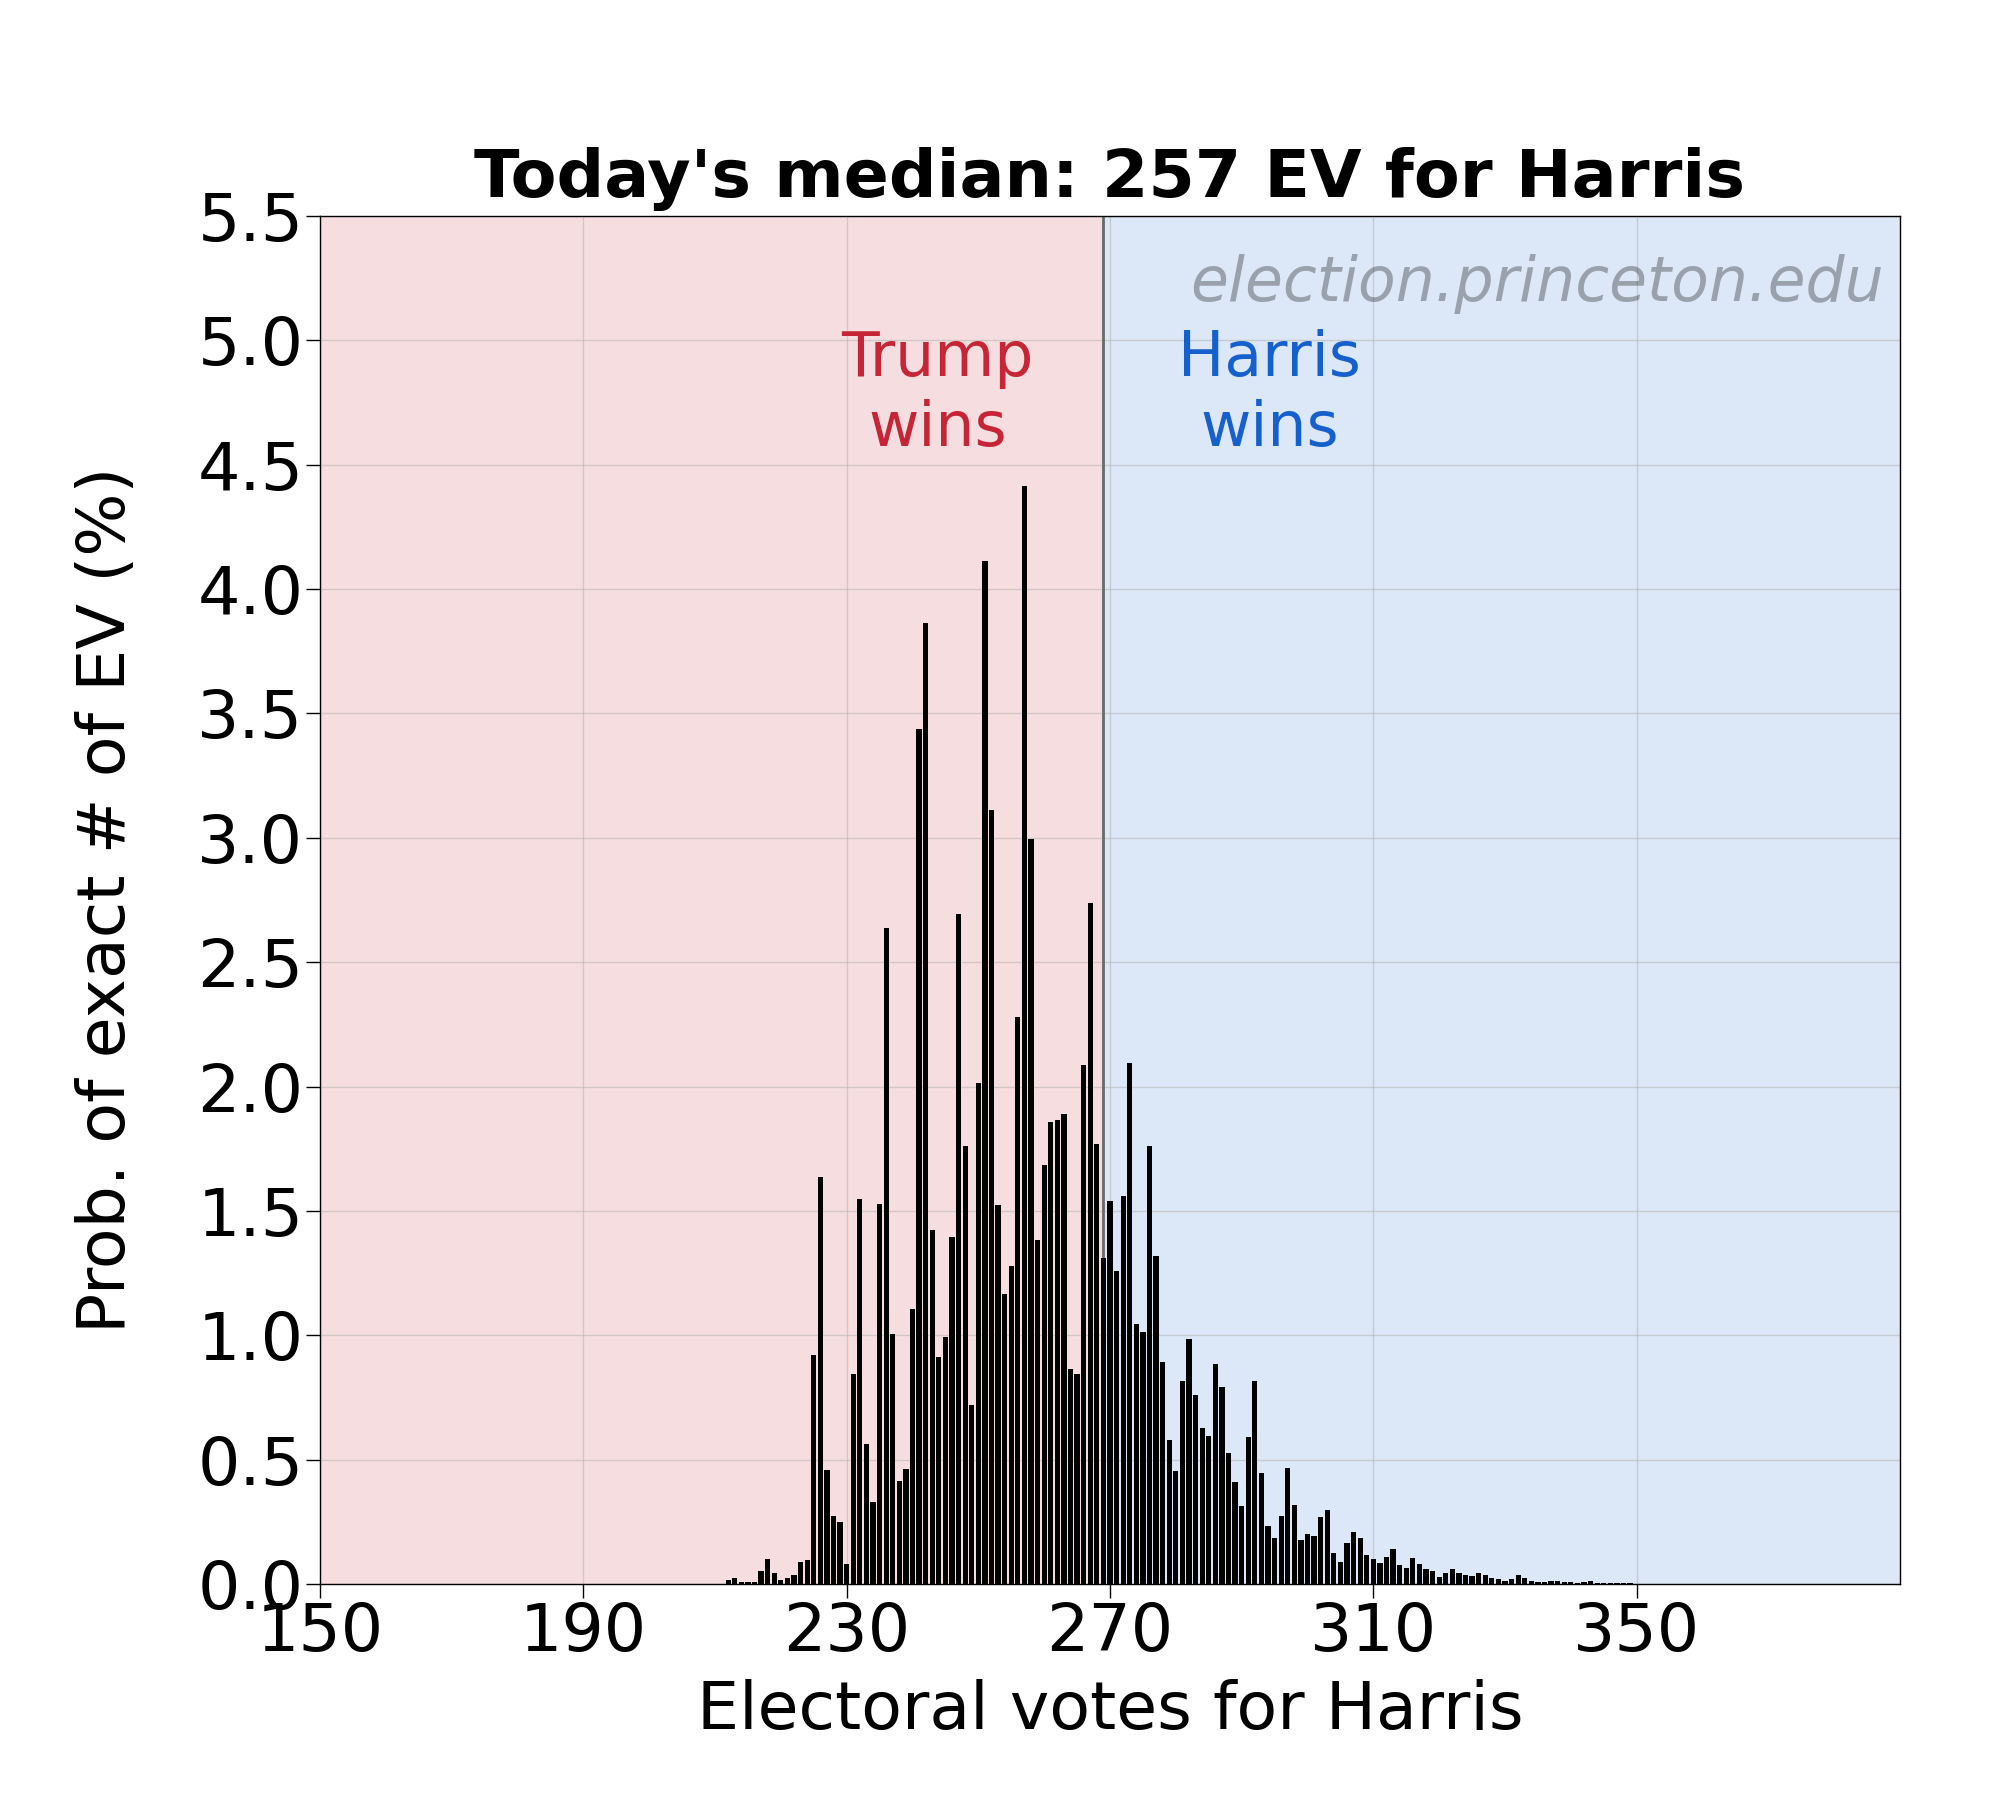 Today's median: 257 EV for Harris
election.princeton.edu
Trump
wins
Harris
wins
5.5
5.0
4.5
4.0
3.5
3.0
2.5
2.0
1.5
1.0
0.5
0.0
Prob. of exact # of EV (%)
150 190 230 270 310 350
Electoral votes for Harris